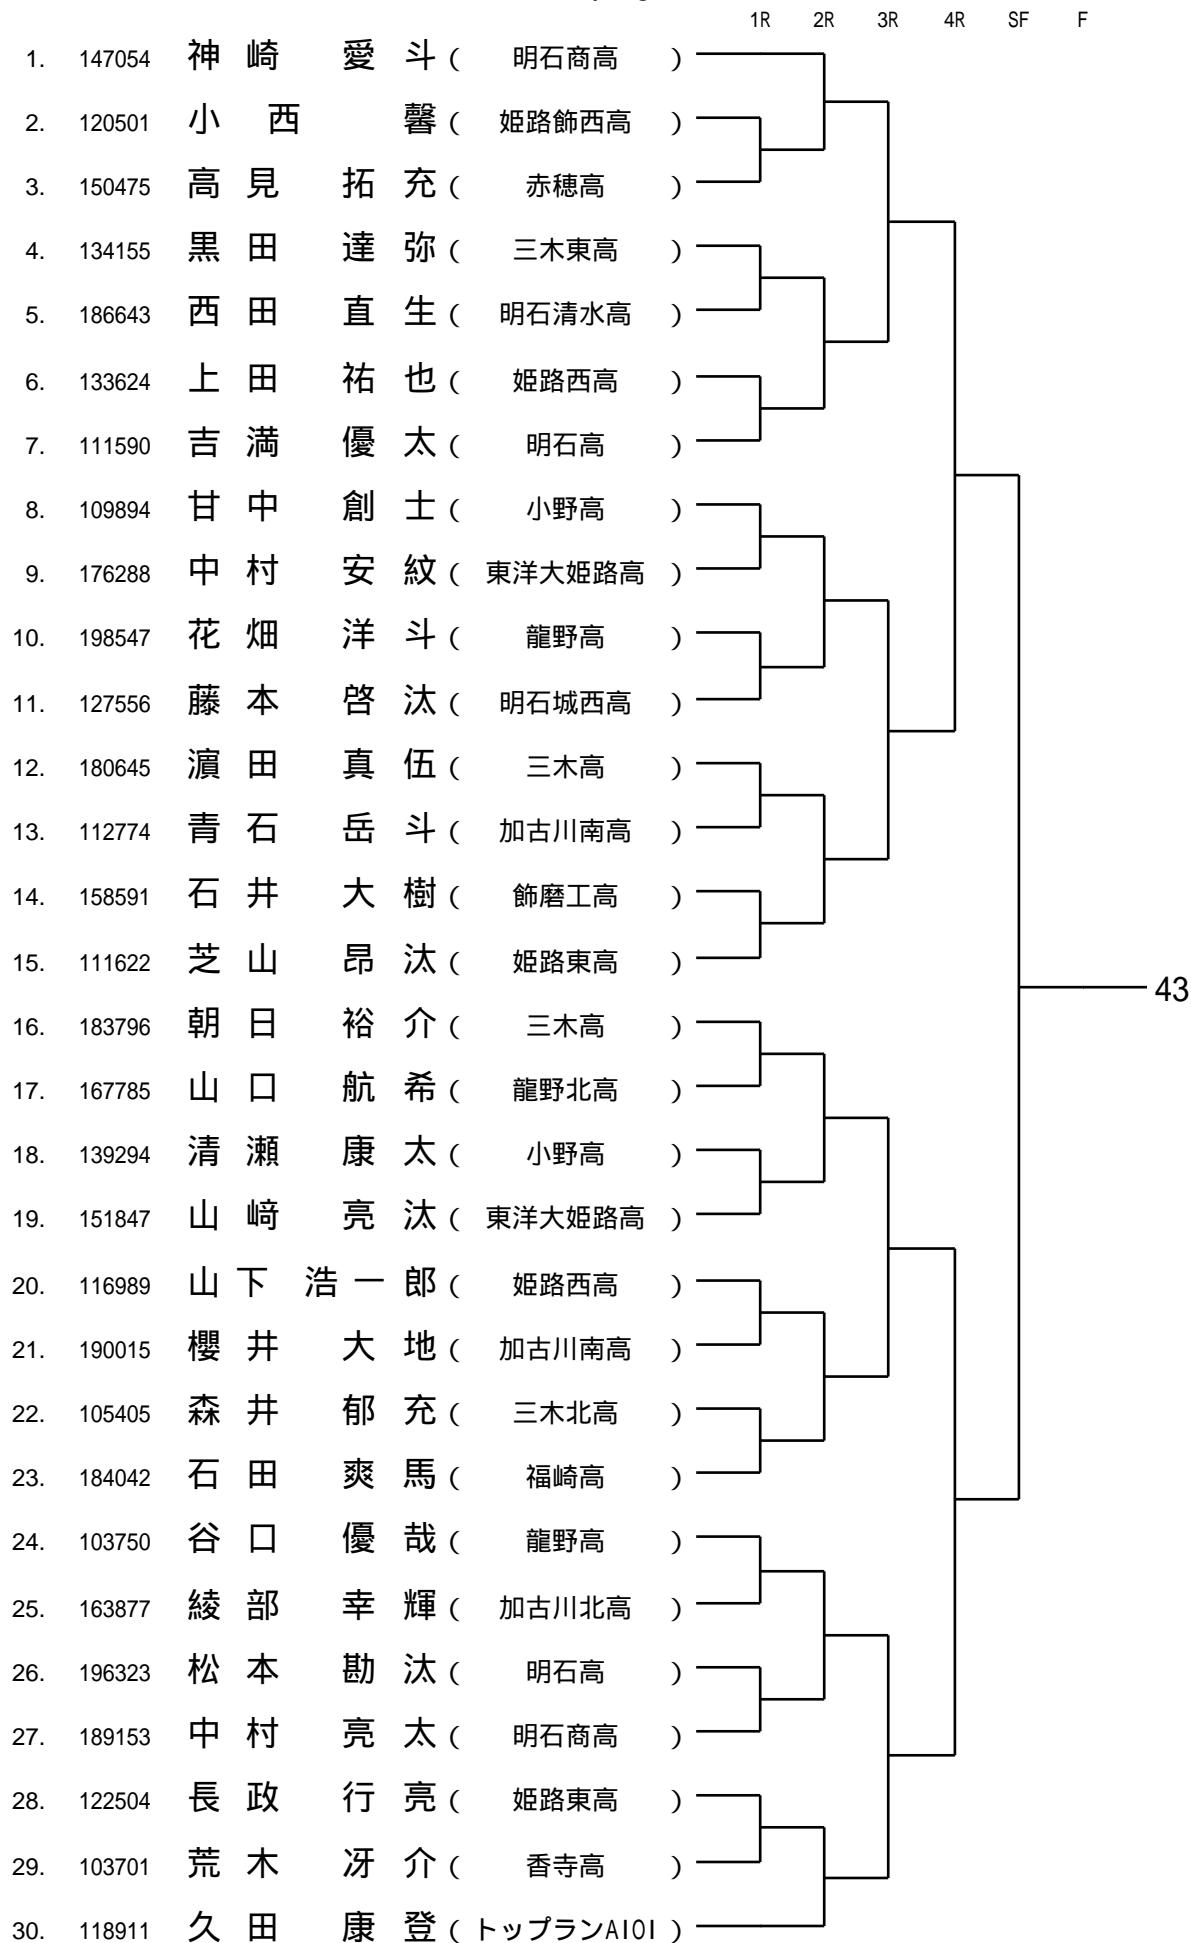 1R 2R 3R 4R SF F
1. 147054 神崎 愛斗 ( 明石商高 )
2. 120501 小西 馨 ( 姫路飾西高 )
3. 150475 高見 拓充 ( 赤穂高 )
4. 134155 黒田 達弥 ( 三木東高 )
5. 186643 西田 直生 ( 明石清水高 )
6. 133624 上田 祐也 ( 姫路西高 )
7. 111590 吉満 優太 ( 明石高 )
8. 109894 甘中 創士 ( 小野高 )
9. 176288 中村 安紋 ( 東洋大姫路高 )
10. 198547 花畑 洋斗 ( 龍野高 )
11. 127556 藤本 啓汰 ( 明石城西高 )
12. 180645 濵田 真伍 ( 三木高 )
13. 112774 青石 岳斗 ( 加古川南高 )
14. 158591 石井 大樹 ( 飾磨工高 )
15. 111622 芝山 昂汰 ( 姫路東高 )
43
16. 183796 朝日 裕介 ( 三木高 )
17. 167785 山口 航希 ( 龍野北高 )
18. 139294 清瀬 康太 ( 小野高 )
19. 151847 山﨑 亮汰 ( 東洋大姫路高 )
20. 116989 山下 浩一郎 ( 姫路西高 )
21. 190015 櫻井 大地 ( 加古川南高 )
22. 105405 森井 郁充 ( 三木北高 )
23. 184042 石田 爽馬 ( 福崎高 )
24. 103750 谷口 優哉 ( 龍野高 )
25. 163877 綾部 幸輝 ( 加古川北高 )
26. 196323 松本 勘汰 ( 明石高 )
27. 189153 中村 亮太 ( 明石商高 )
28. 122504 長政 行亮 ( 姫路東高 )
29. 103701 荒木 冴介 ( 香寺高 )
30. 118911 久田 康登 ( トップランAIOI )